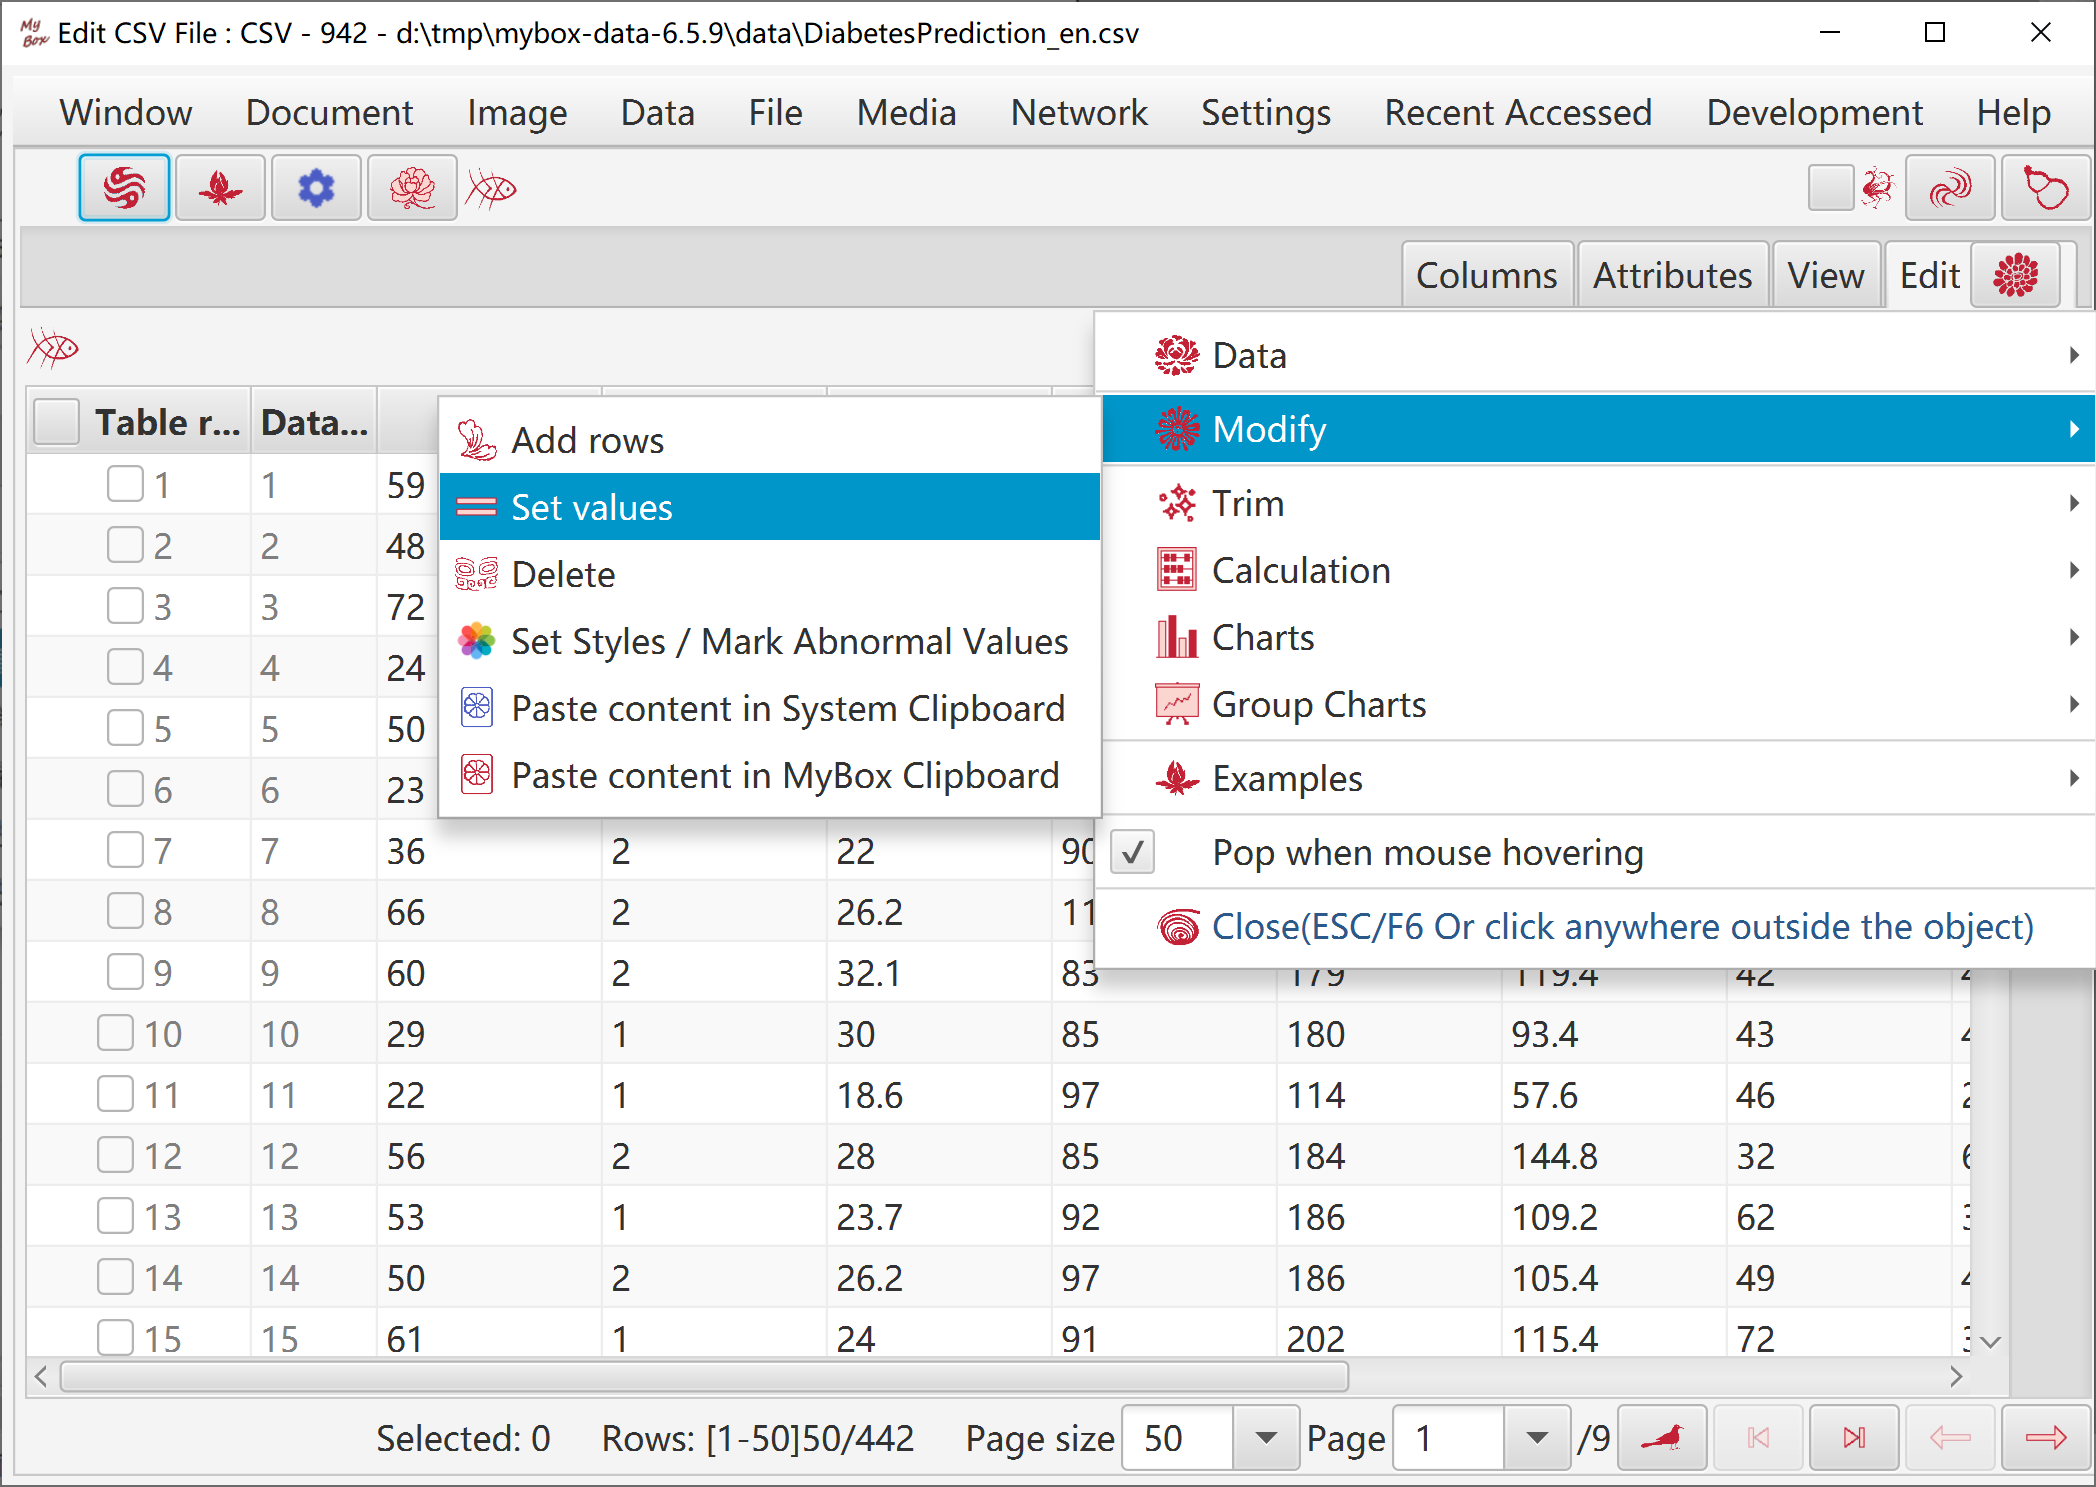 My Box Edit CSV File : CSV - 942 - d:\tmp\mybox-data-6.5.9\data\DiabetesPrediction_en.csv
Window Document Image Data File Media Network Settings Recent Accessed Development Help
Columns Attributes View Edit
Data
Modify
Trim
Calculation
Charts
Group Charts
Examples
Pop when mouse hovering
Close(ESC/F6 Or click anywhere outside the object)
Add rows
Set values
Delete
Set Styles / Mark Abnormal Values
Paste content in System Clipboard
Paste content in MyBox Clipboard
Table r... Data...
1 1 59
2 2 48
3 3 72
4 4 24
5 5 50
6 6 23
7 7 36 2 22 90
8 8 66 2 26.2 11
9 9 60 2 32.1 83 179 119.4 42
10 10 29 1 30 85 180 93.4 43
11 11 22 1 18.6 97 114 57.6 46
12 12 56 2 28 85 184 144.8 32
13 13 53 1 23.7 92 186 109.2 62
14 14 50 2 26.2 97 186 105.4 49
15 15 61 1 24 91 202 115.4 72
Selected: 0 Rows: [1-50]50/442 Page size 50 Page 1 /9